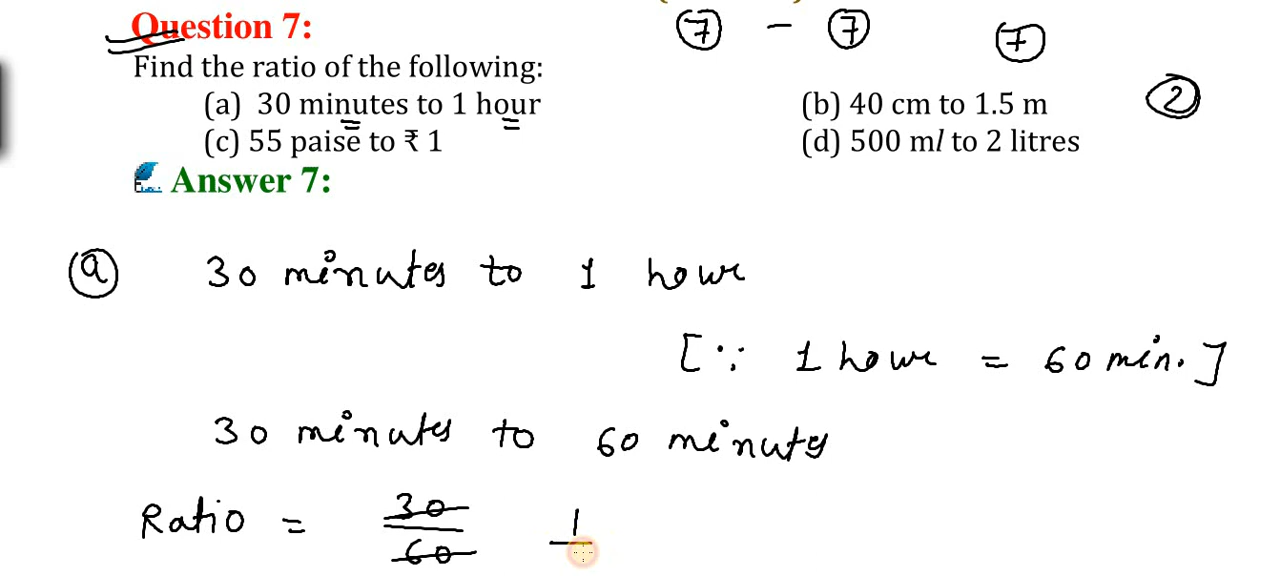 Question 7: 7 - 7 7
Find the ratio of the following:
(a) 30 minutes to 1 hour (b) 40 cm to 1.5 m 2
(c) 55 paise to ₹ 1 (d) 500 ml to 2 litres
Answer 7:
a 30 minutes to 1 hour
[∵ 1 hour = 60 min.]
30 minutes to 60 minutes
Ratio = 30/60 1